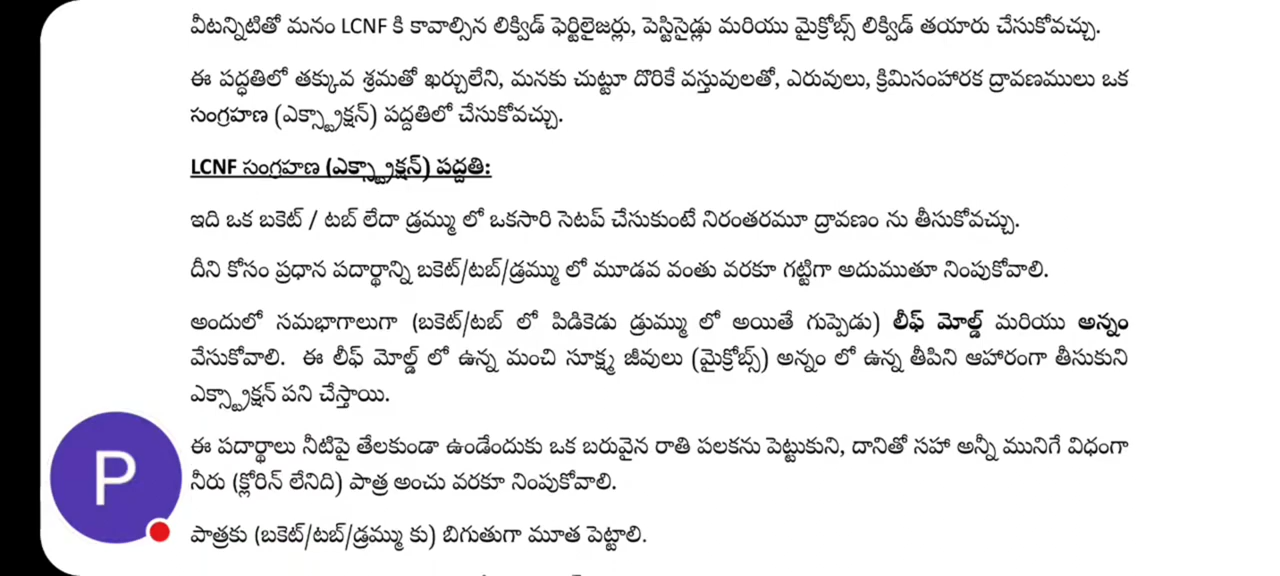 వీటన్నిటితో మనం LCNF కి కావాల్సిన లిక్విడ్ ఫెర్టిలైజర్లు, పెస్టిసైడ్లు మరియు మైక్రోబ్స్ లిక్విడ్ తయారు చేసుకోవచ్చు.
ఈ పద్ధతిలో తక్కువ శ్రమతో ఖర్చులేని, మనకు చుట్టూ దొరికే వస్తువులతో, ఎరువులు, క్రిమిసంహారక ద్రావణములు ఒక
సంగ్రహణ (ఎక్స్ట్రాక్షన్) పద్దతిలో చేసుకోవచ్చు.
LCNF సంగ్రహణ (ఎక్స్ట్రాక్షన్) పద్దతి:
ఇది ఒక బకెట్ / టబ్ లేదా డ్రమ్ము లో ఒకసారి సెటప్ చేసుకుంటే నిరంతరమూ ద్రావణం ను తీసుకోవచ్చు.
దీని కోసం ప్రధాన పదార్థాన్ని బకెట్/టబ్/డ్రమ్ము లో మూడవ వంతు వరకూ గట్టిగా అదుముతూ నింపుకోవాలి.
అందులో సమభాగాలుగా (బకెట్/టబ్ లో పిడికెడు డ్రుమ్ము లో అయితే గుప్పెడు) లీఫ్ మోల్డ్ మరియు అన్నం
వేసుకోవాలి. ఈ లీఫ్ మోల్డ్ లో ఉన్న మంచి సూక్ష్మ జీవులు (మైక్రోబ్స్) అన్నం లో ఉన్న తీపిని ఆహారంగా తీసుకుని
ఎక్స్ట్రాక్షన్ పని చేస్తాయి.
ఈ పదార్థాలు నీటిపై తేలకుండా ఉండేందుకు ఒక బరువైన రాతి పలకను పెట్టుకుని, దానితో సహా అన్నీ మునిగే విధంగా
నీరు (క్లోరిన్ లేనిది) పాత్ర అంచు వరకూ నింపుకోవాలి.
P
పాత్రకు (బకెట్/టబ్/డ్రమ్ము కు) బిగుతుగా మూత పెట్టాలి.